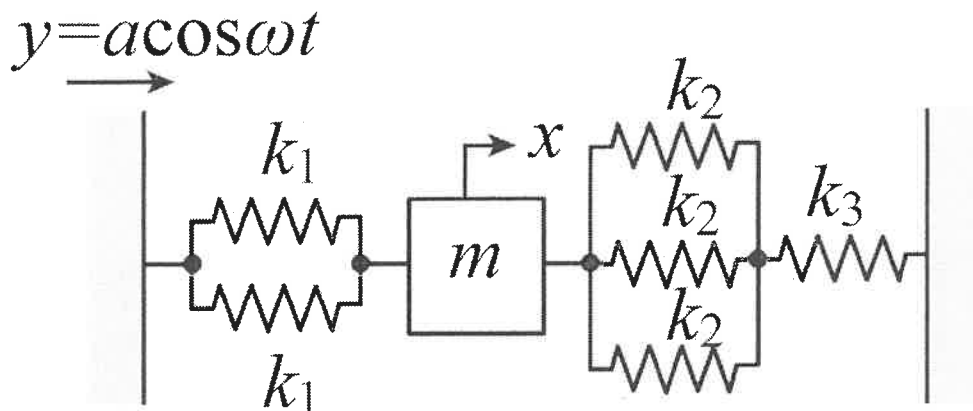 y=acosωt
k₂
x
k₁
k₂
k₃
m
k₂
k₁